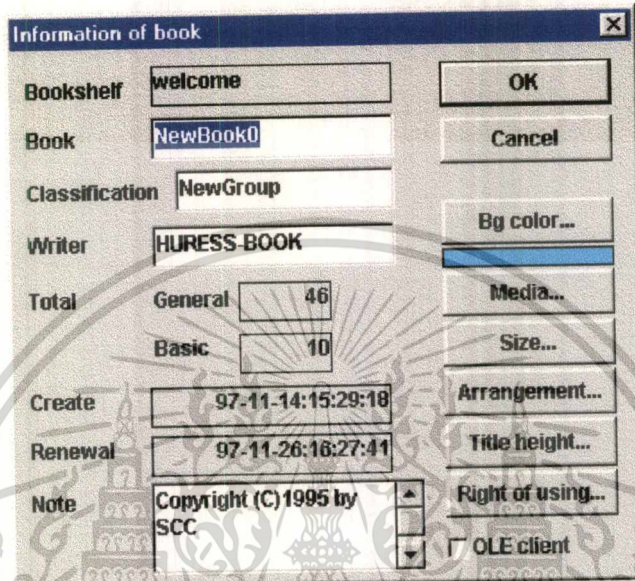 Information of book
Bookshelf welcome OK
Book NewBook0 Cancel
Classification NewGroup
Bg color...
Writer HURESS-BOOK
Total General 46 Media...
Basic 10 Size...
Create 97-11-14:15:29:18 Arrangement...
Renewal 97-11-26:16:27:41 Title height...
Note Copyright (C)1995 by Right of using...
SCC
OLE client